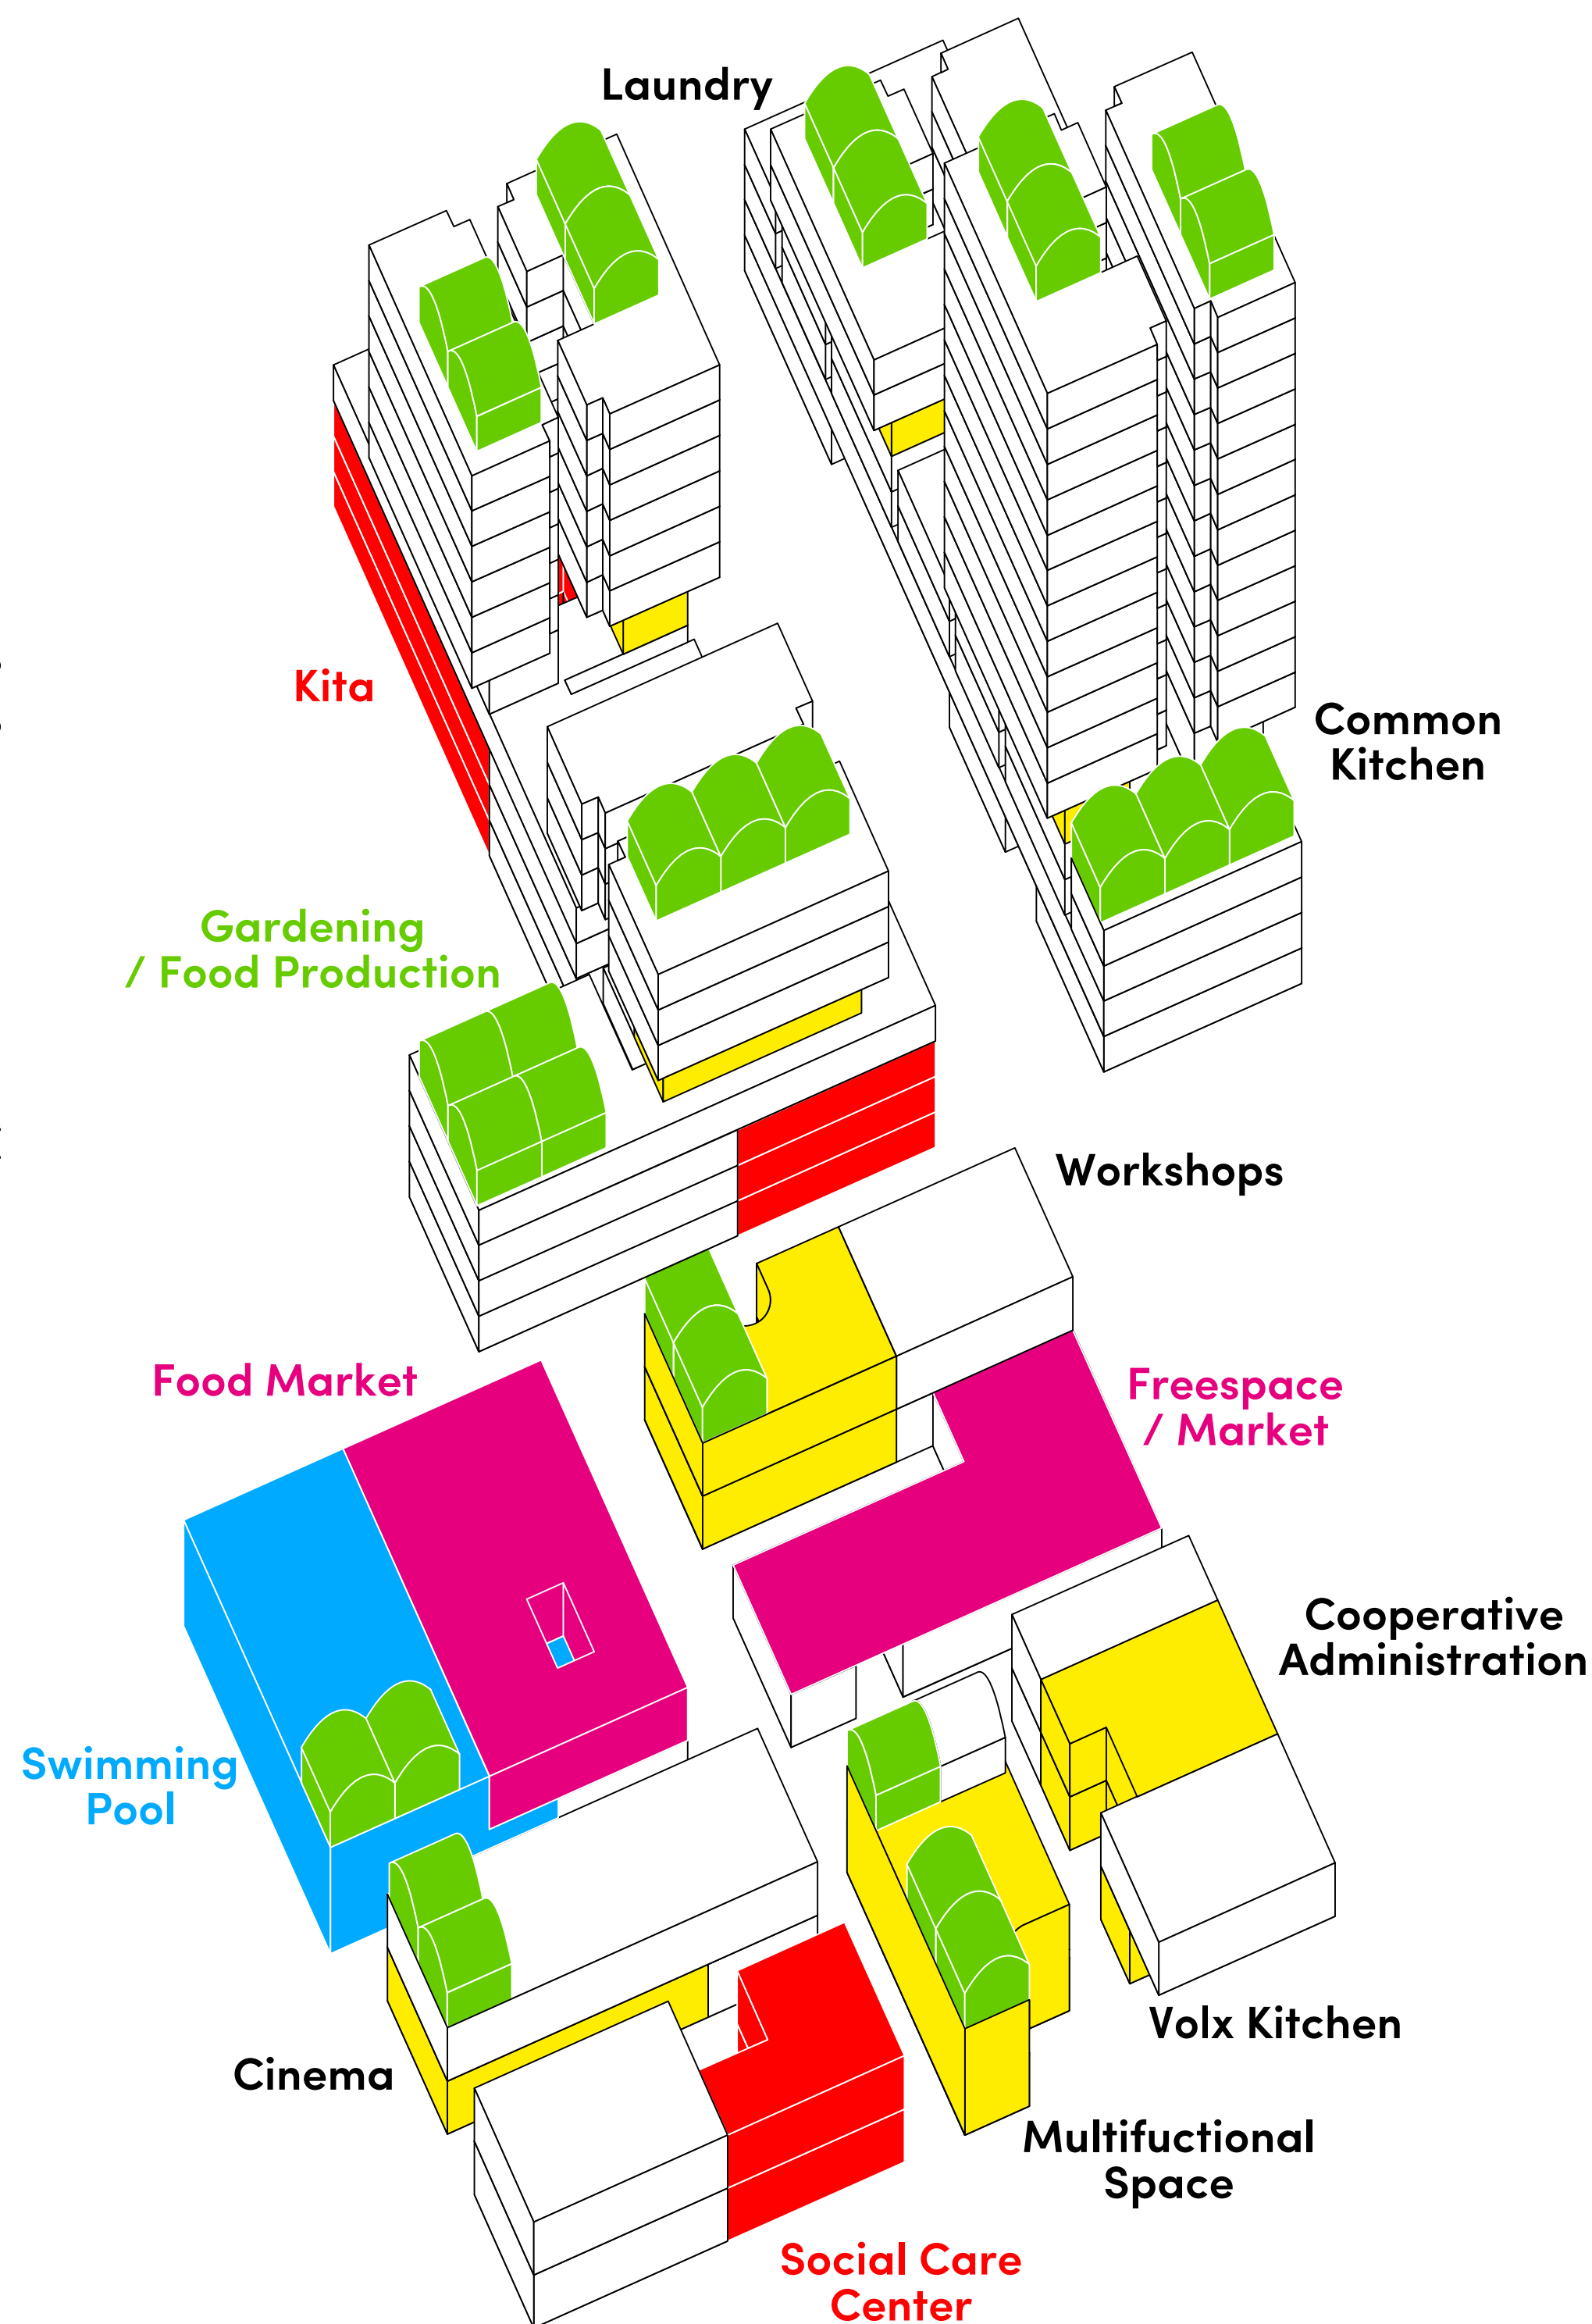 Laundry
Kita
Common
Kitchen
Gardening
/ Food Production
Workshops
Food Market
Freespace
/ Market
Cooperative
Administration
Swimming
Pool
Volx Kitchen
Cinema
Multifuctional
Space
Social Care
Center